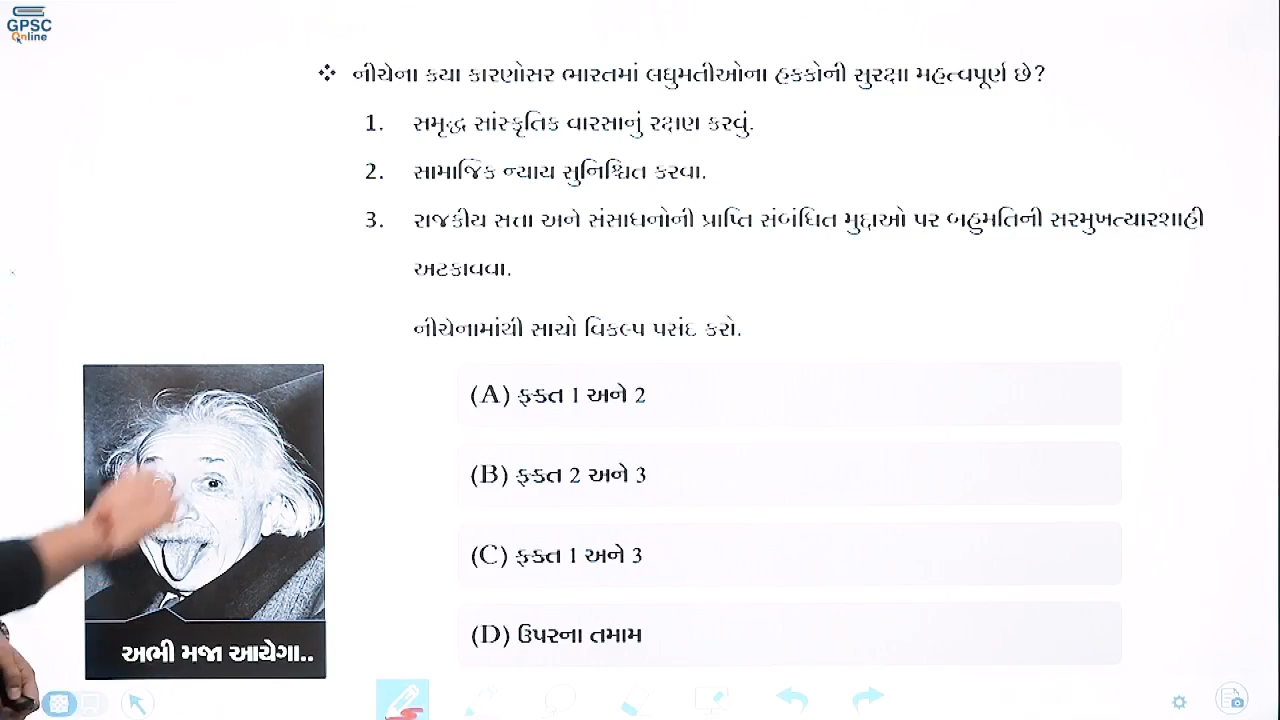 GPSC
Online
❖ નીચેના કયા કારણોસર ભારતમાં લઘુમતીઓના હકકોની સુરક્ષા મહત્વપૂર્ણ છે?
1. સમૃદ્ધ સાંસ્કૃતિક વારસાનું રક્ષણ કરવું.
2. સામાજિક ન્યાય સુનિશ્ચિત કરવા.
3. રાજકીય સત્તા અને સંસાધનોની પ્રાપ્તિ સંબંધિત મુદ્દાઓ પર બહુમતિની સરમુખત્યારશાહી
અટકાવવા.
નીચેનામાંથી સાચો વિકલ્પ પસંદ કરો.
(A) ફક્ત 1 અને 2
(B) ફક્ત 2 અને 3
(C) ફક્ત 1 અને 3
(D) ઉપરના તમામ
અભી મજા આયેગા..